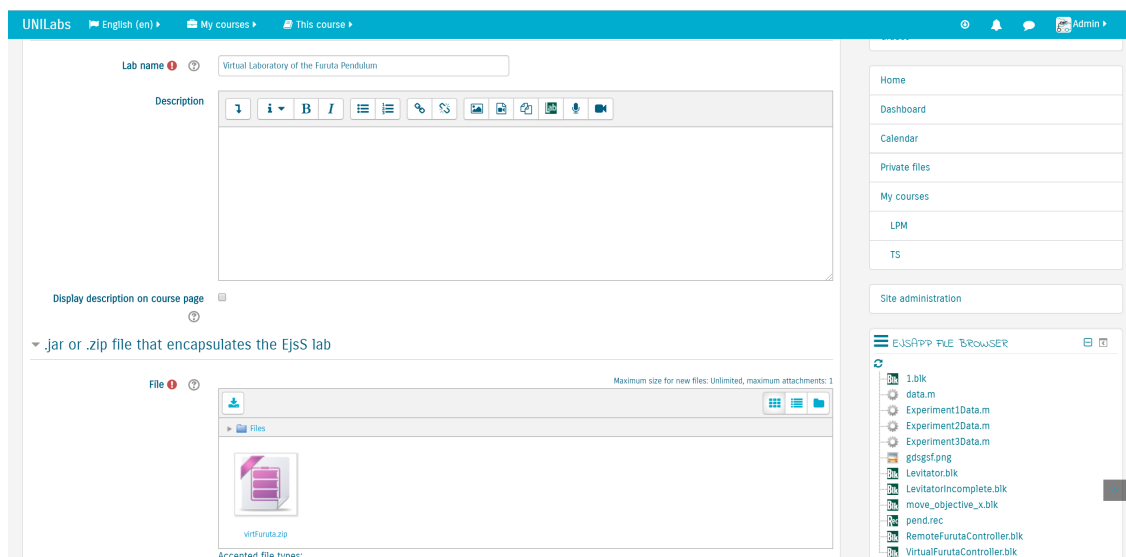 UNILabs English (en) My courses This course Admin
Lab name
Virtual Laboratory of the Furuta Pendulum
Description
Display description on course page
.jar or .zip file that encapsulates the EjsS lab
File
Maximum size for new files: Unlimited, maximum attachments: 1
Files
virtFuruta.zip
Accepted file types:
Home
Dashboard
Calendar
Private files
My courses
LPM
TS
Site administration
EJSAPP FILE BROWSER
1.blk
data.m
Experiment1Data.m
Experiment2Data.m
Experiment3Data.m
gdsgsf.png
Levitator.blk
LevitatorIncomplete.blk
move_objective_x.blk
pend.rec
RemoteFurutaController.blk
VirtualFurutaController.blk